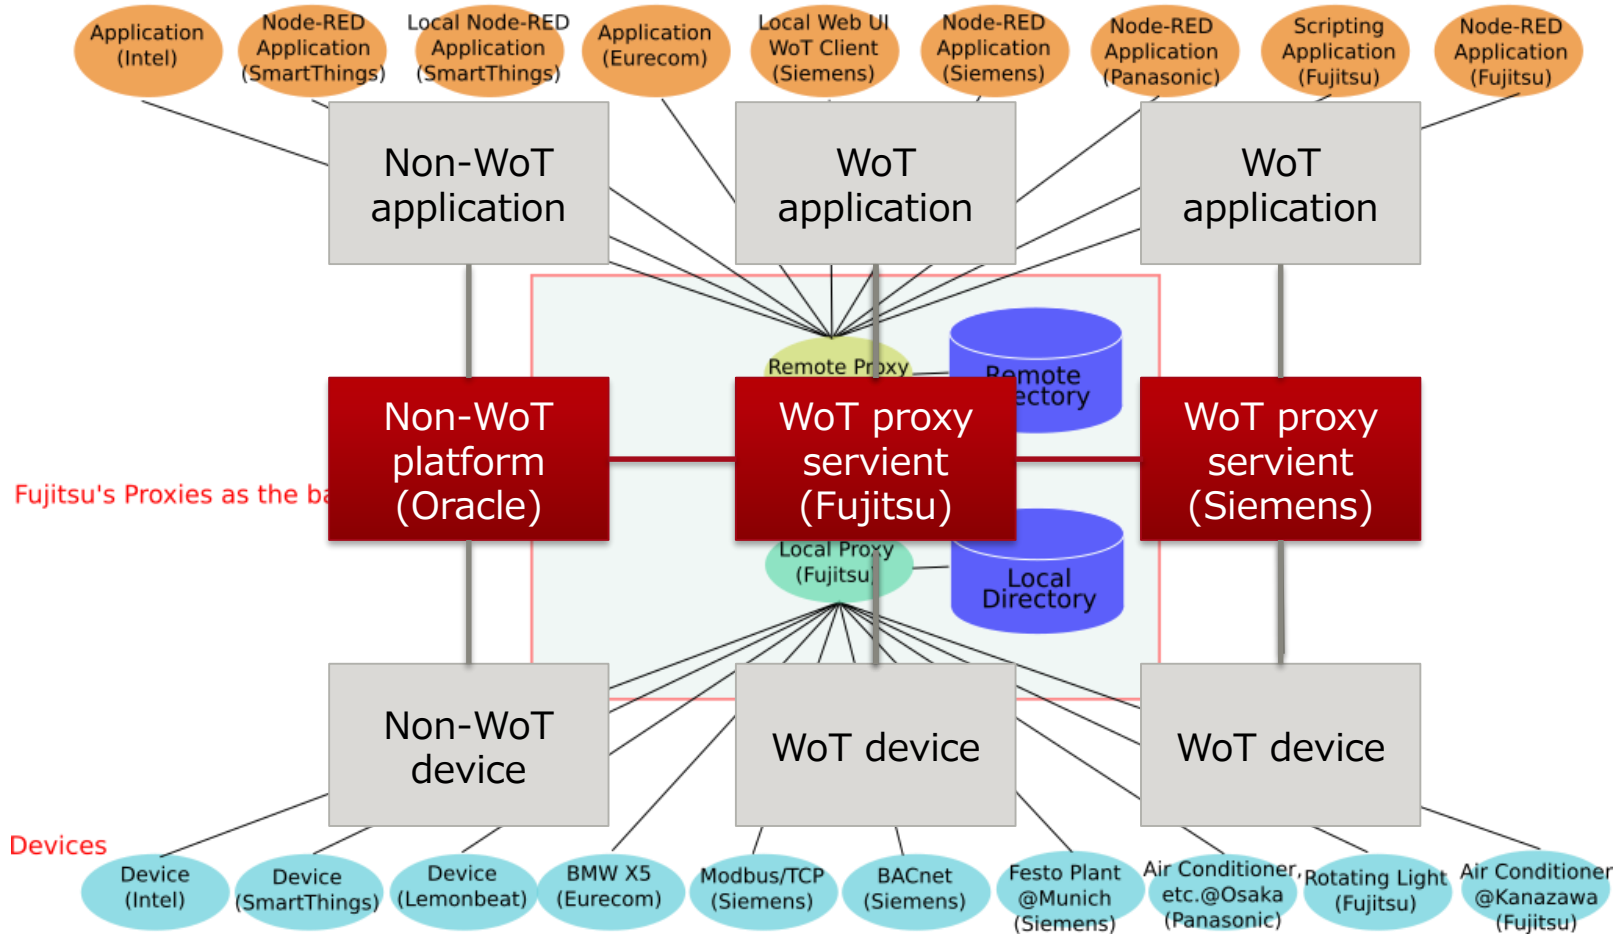 Application
(Intel)
Node-RED
Application
(SmartThings)
Local Node-RED
Application
(SmartThings)
Application
(Eurecom)
Local Web UI
WoT Client
(Siemens)
Node-RED
Application
(Siemens)
Node-RED
Application
(Panasonic)
Scripting
Application
(Fujitsu)
Node-RED
Application
(Fujitsu)
Non-WoT
application
WoT
application
WoT
application
Remote Proxy
Remote
ectory
Non-WoT
platform
(Oracle)
WoT proxy
servient
(Fujitsu)
WoT proxy
servient
(Siemens)
Fujitsu's Proxies as the ba
Local Proxy
(Fujitsu)
Local
Directory
Non-WoT
device
WoT device
WoT device
Devices
Device
(Intel)
Device
(SmartThings)
Device
(Lemonbeat)
BMW X5
(Eurecom)
Modbus/TCP
(Siemens)
BACnet
(Siemens)
Festo Plant
@Munich
(Siemens)
Air Conditioner,
etc.@Osaka
(Panasonic)
Rotating Light
(Fujitsu)
Air Conditioner
@Kanazawa
(Fujitsu)